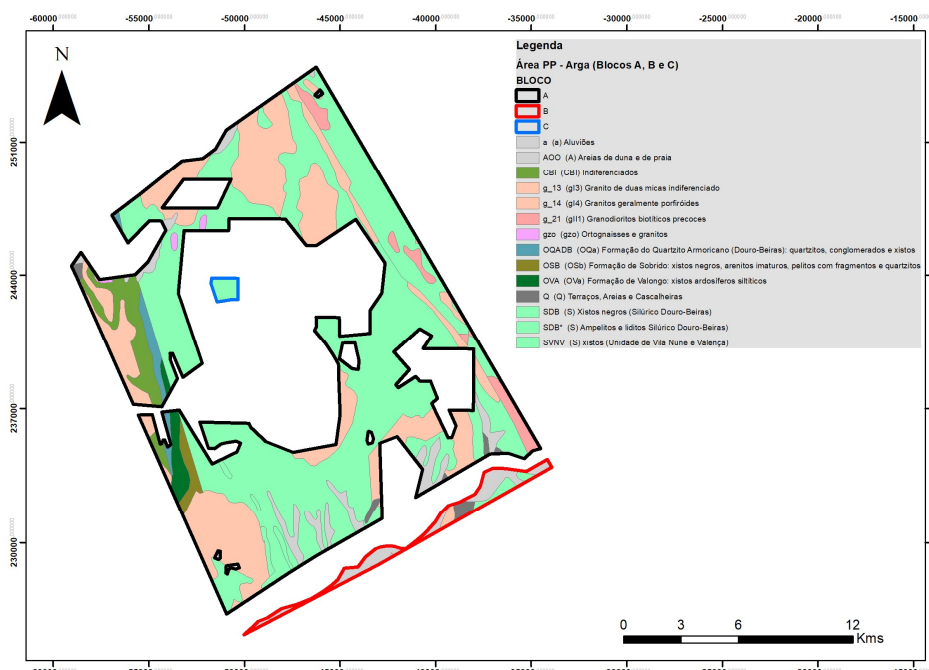 -60000 -55000 -50000 -45000 -40000 -35000 -30000 -25000 -20000 -15000
N
251000
244000
237000
230000
Legenda
Área PP - Arga (Blocos A, B e C)
BLOCO
A
B
C
a (a) Aluviões
AOO (A) Areias de duna e de praia
CBI (CBI) Indiferenciados
g_13 (gI3) Granito de duas micas indiferenciado
g_14 (gI4) Granitos geralmente porfiróides
g_21 (gII1) Granodioritos biotíticos precoces
gzo (gzo) Ortognaisses e granitos
OQADB (OQa) Formação do Quartzito Armoricano (Douro-Beiras): quartzitos, conglomerados e xistos
OSB (OSb) Formação de Sobrido: xistos negros, arenitos imaturos, pelitos com fragmentos e quartzitos
OVA (OVa) Formação de Valongo: xistos ardosíferos siltíticos
Q (Q) Terraços, Areias e Cascalheiras
SDB (S) Xistos negros (Silúrico Douro-Beiras)
SDB* (S) Ampelitos e liditos Silúrico Douro-Beiras)
SVNV (S) xistos (Unidade de Vila Nune e Valença)
0 3 6 12
Kms